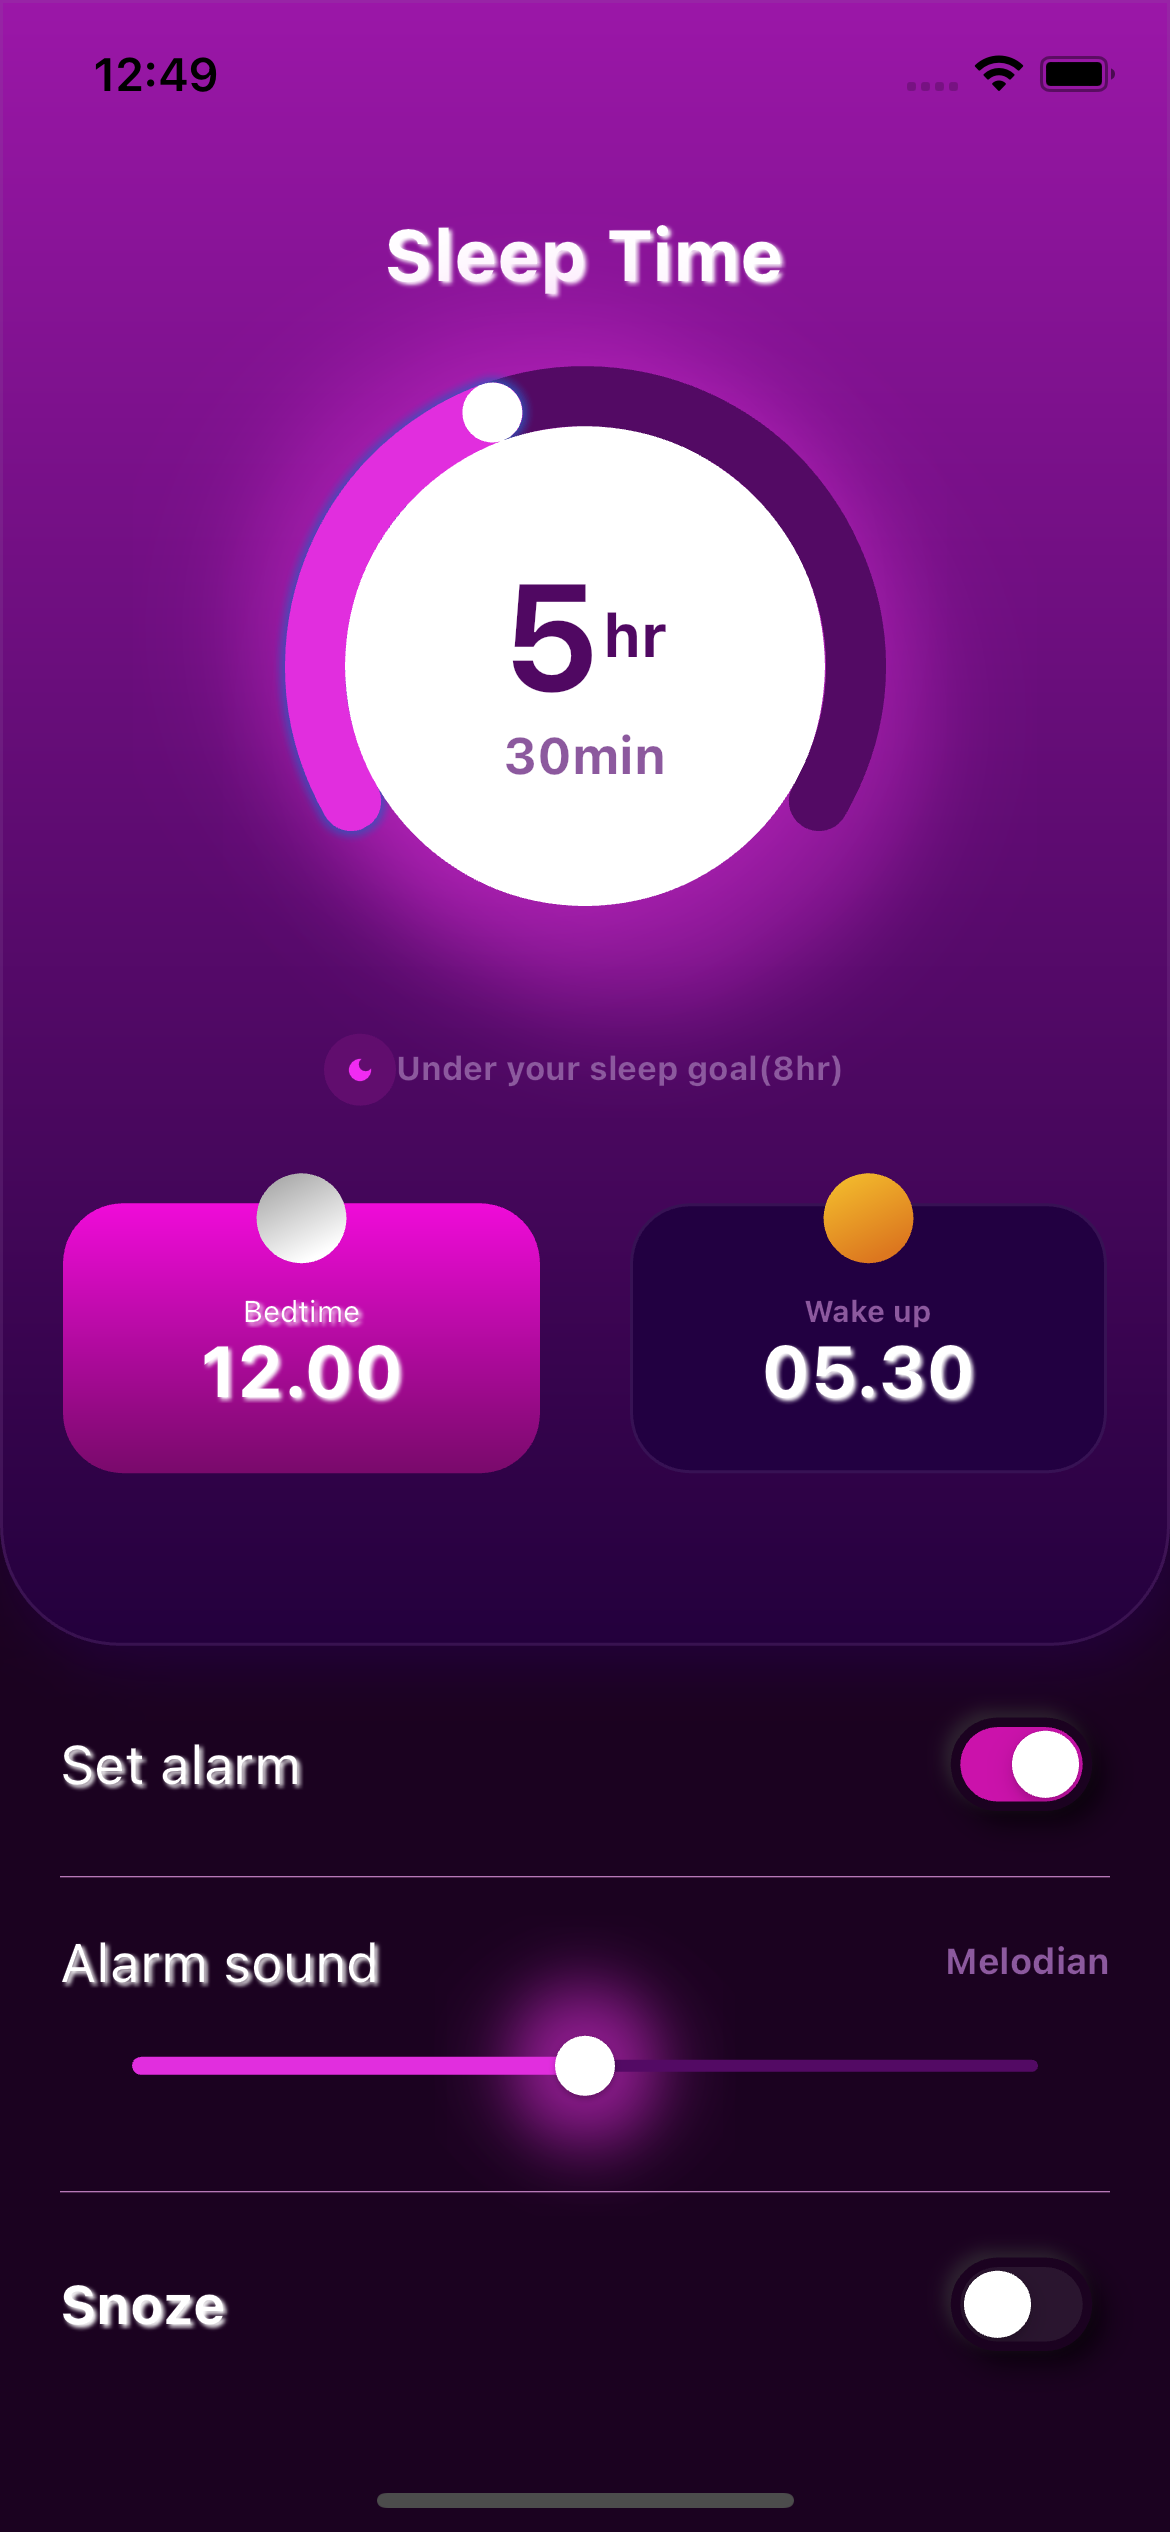 12:49
Sleep Time
5hr
30min
Under your sleep goal(8hr)
Bedtime
12.00
Wake up
05.30
Set alarm
Alarm sound
Melodian
Snoze